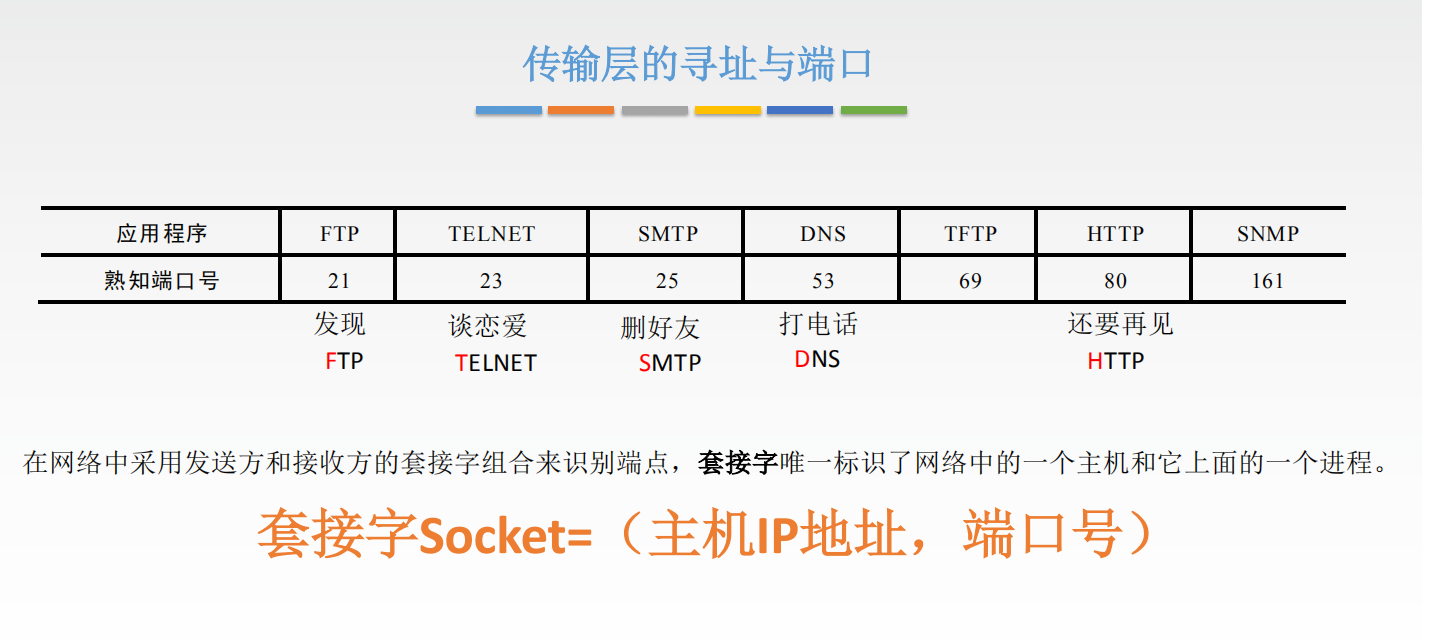 传输层的寻址与端口
应用程序 FTP TELNET SMTP DNS TFTP HTTP SNMP
熟知端口号 21 23 25 53 69 80 161
发现 谈恋爱 删好友 打电话 还要再见
FTP TELNET SMTP DNS HTTP
在网络中采用发送方和接收方的套接字组合来识别端点，套接字唯一标识了网络中的一个主机和它上面的一个进程。
套接字Socket=（主机IP地址，端口号）